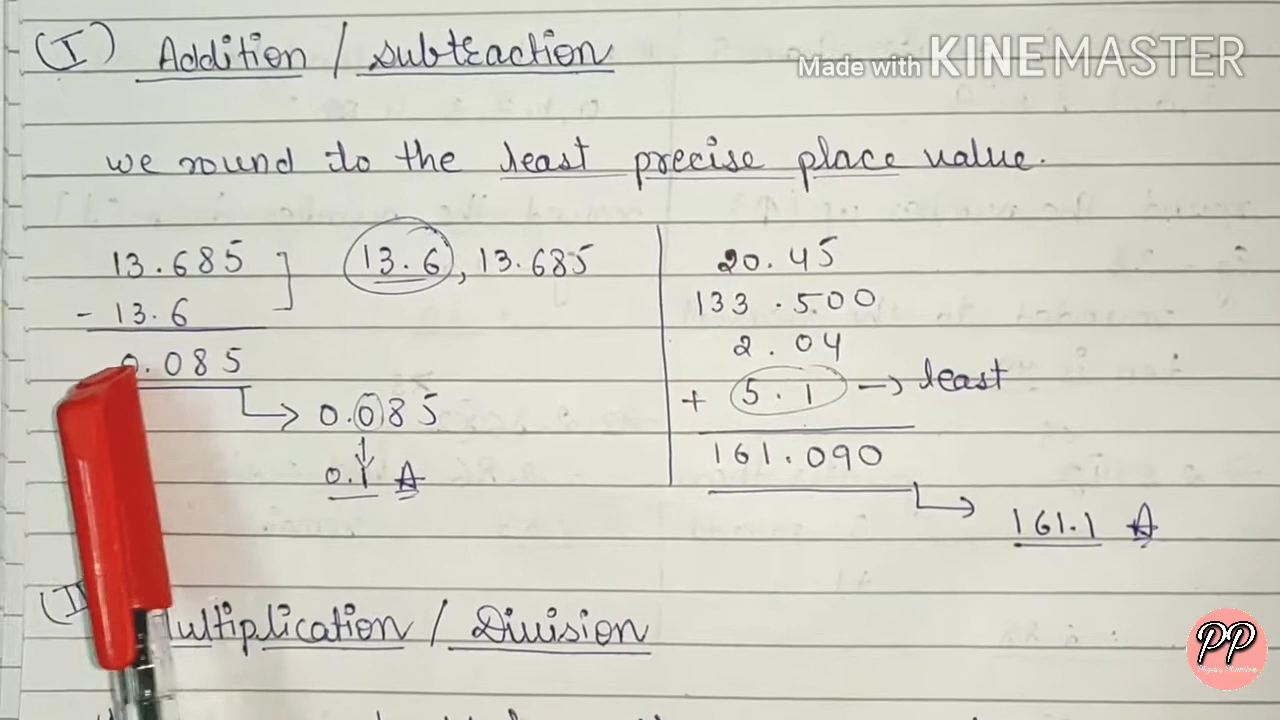 (I) Addition / Subtraction
Made with KINEMASTER
we round to the least precise place value.
13.685
- 13.6
0.085
13.6, 13.685
0.085
0.1 A
20.45
133.500
2.04
+ 5.1 → least
161.090
161.1 A
Multiplication / Division
PP